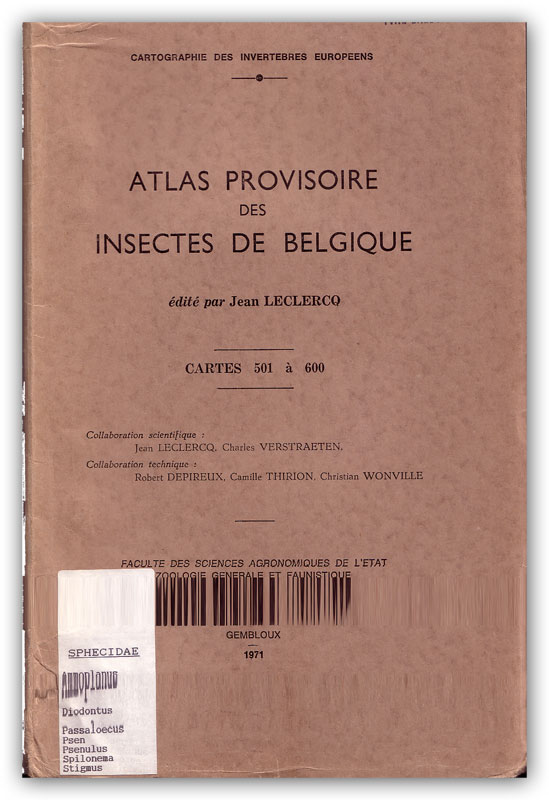 CARTOGRAPHIE DES INVERTEBRES EUROPEENS
ATLAS PROVISOIRE
DES
INSECTES DE BELGIQUE
édité par Jean LECLERCQ
CARTES 501 à 600
Collaboration scientifique :
Jean LECLERCQ, Charles VERSTRAETEN,
Collaboration technique :
Robert DEPIREUX, Camille THIRION, Christian WONVILLE
FACULTE DES SCIENCES AGRONOMIQUES DE L'ETAT
ZOOLOGIE GENERALE ET FAUNISTIQUE
GEMBLOUX
1971
SPHECIDAE
Ammoplanus
Diodontus
Passaloecus
Psen
Psenulus
Spilonema
Stigmus